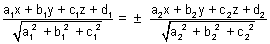 (a₁x + b₁y + c₁z + d₁) / √(a₁² + b₁² + c₁²) = ± (a₂x + b₂y + c₂z + d₂) / √(a₂² + b₂² + c₂²)